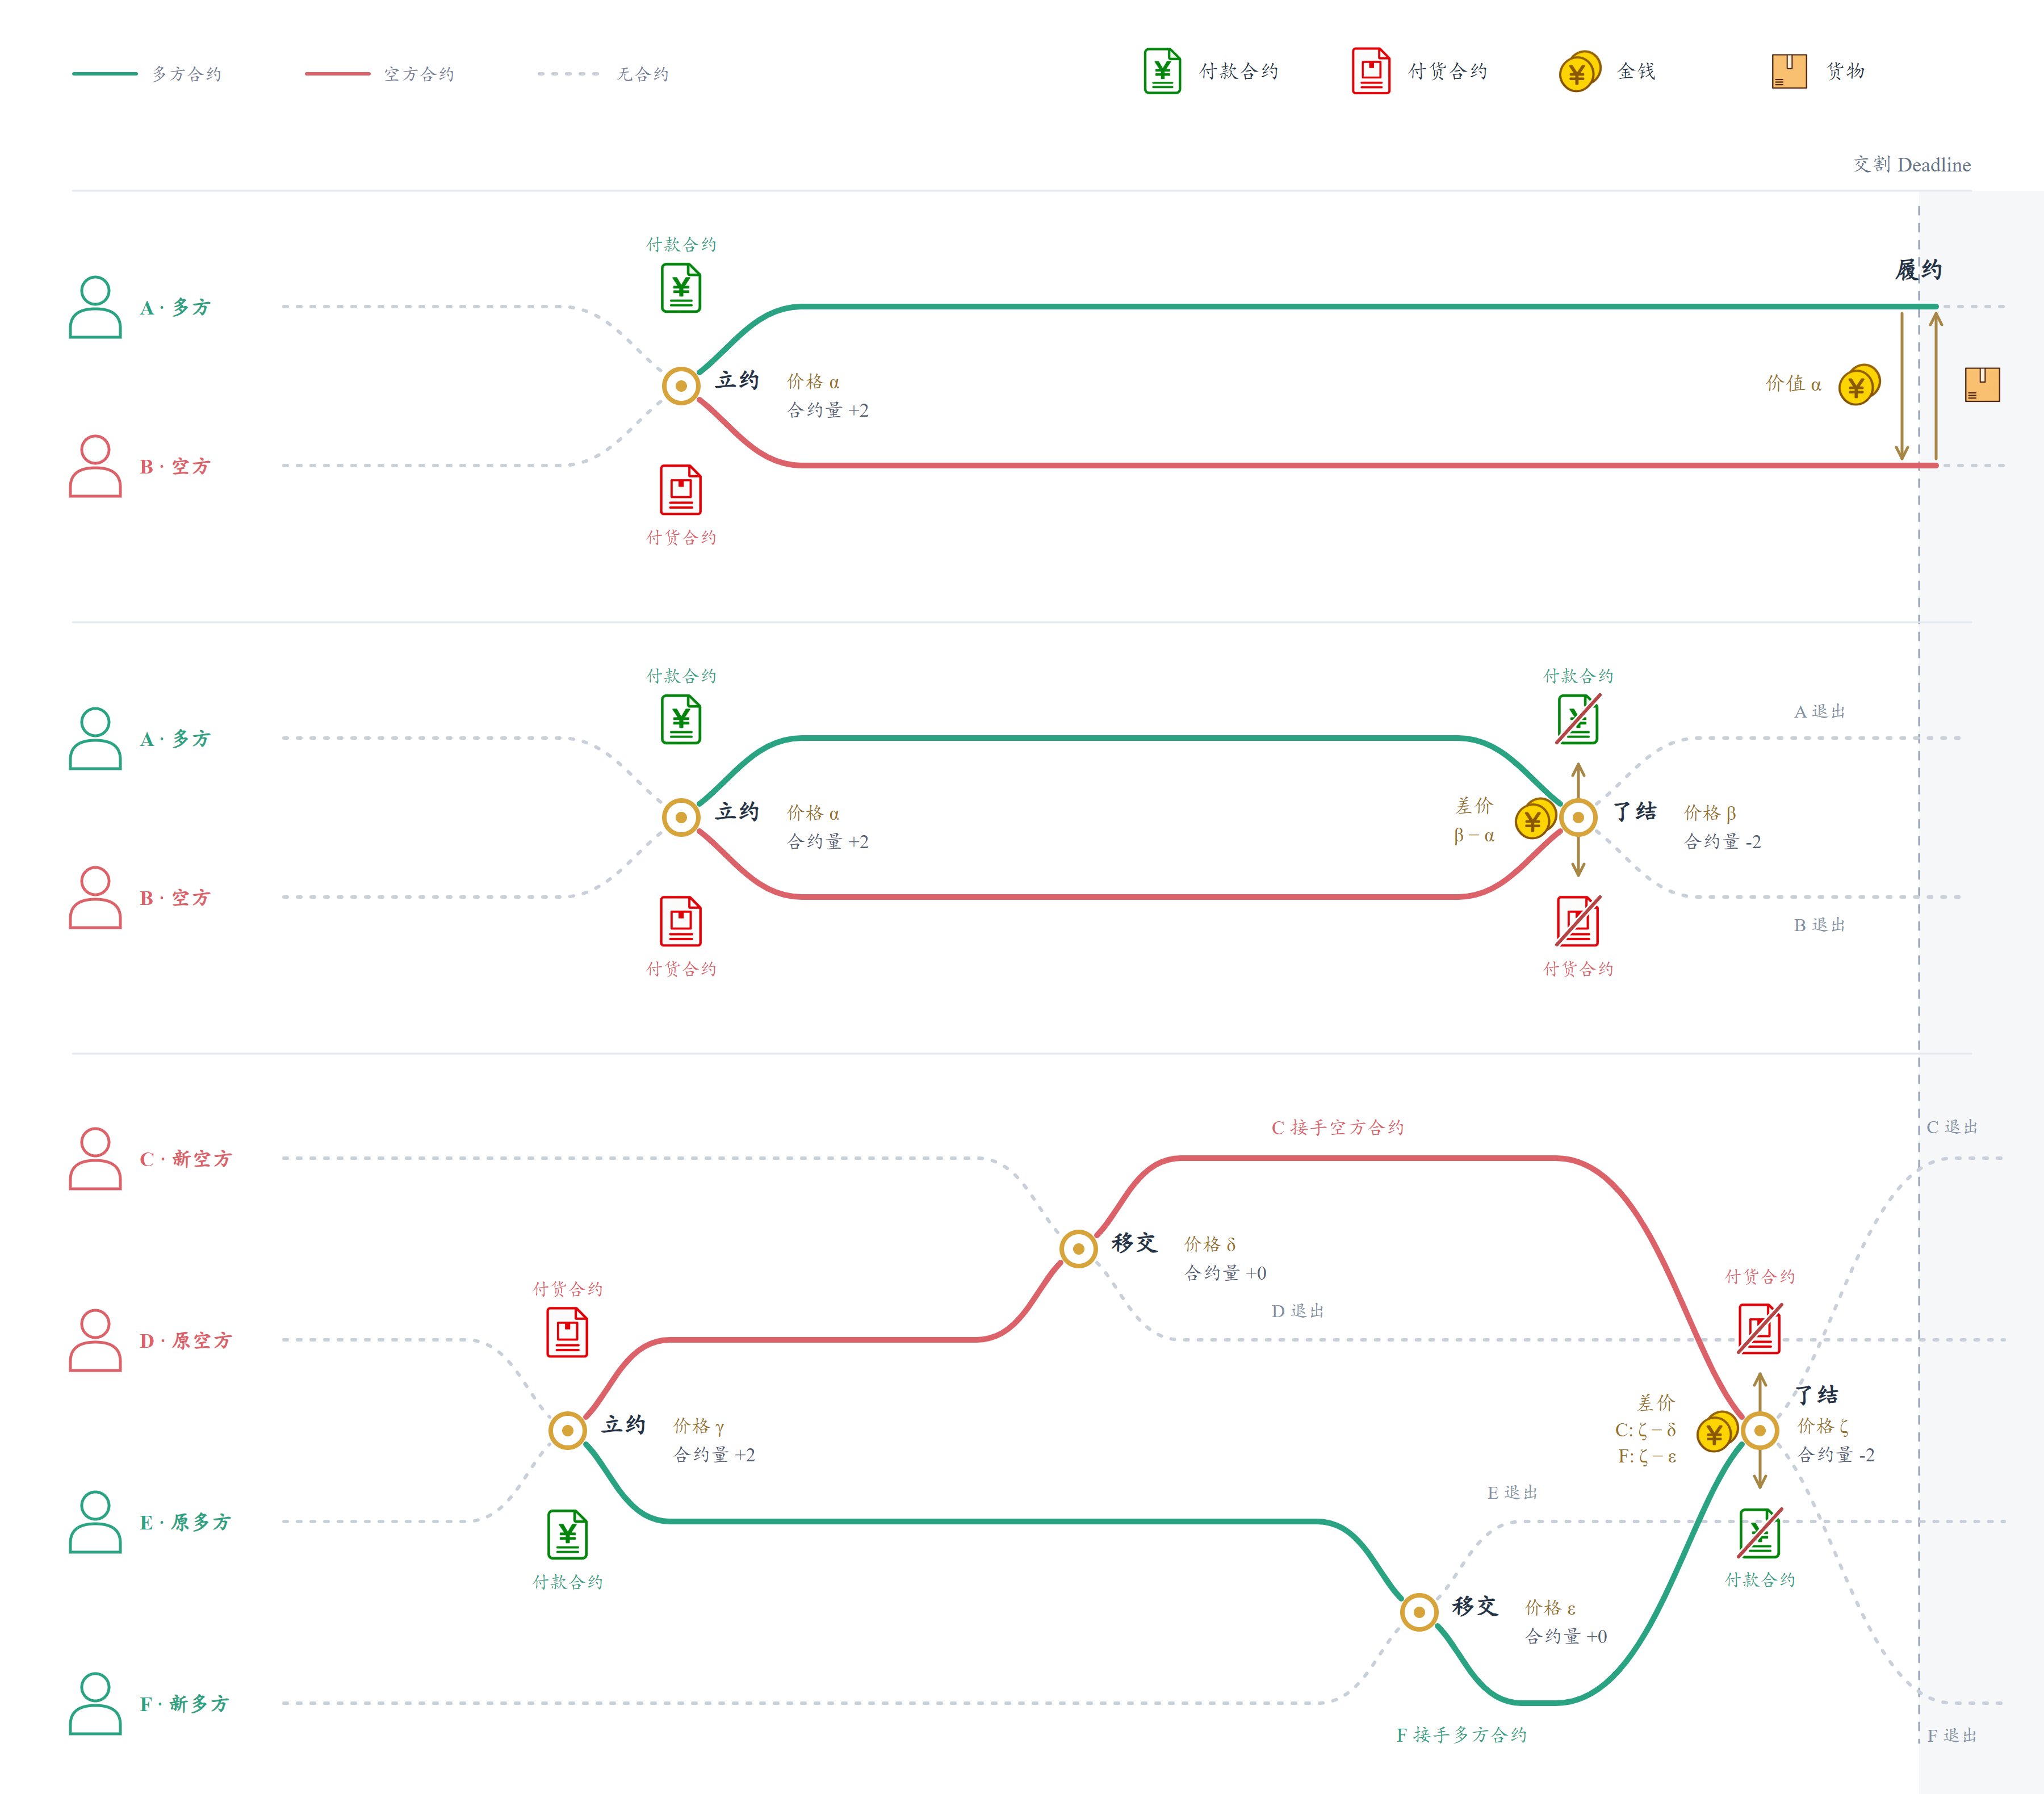 多方合约
空方合约
无合约
付款合约
付货合约
金钱
货物
交割 Deadline
付款合约
履约
A · 多方
立约
价格 α
合约量 +2
价值 α
B · 空方
付货合约
付款合约
付款合约
A 退出
A · 多方
立约
价格 α
合约量 +2
差价
β − α
了结
价格 β
合约量 -2
B · 空方
B 退出
付货合约
付货合约
C 接手空方合约
C 退出
C · 新空方
移交
价格 δ
合约量 +0
付货合约
付货合约
D 退出
D · 原空方
立约
价格 γ
合约量 +2
差价
C: ζ − δ
F: ζ − ε
了结
价格 ζ
合约量 -2
E 退出
E · 原多方
付款合约
付款合约
移交
价格 ε
合约量 +0
F · 新多方
F 接手多方合约
F 退出